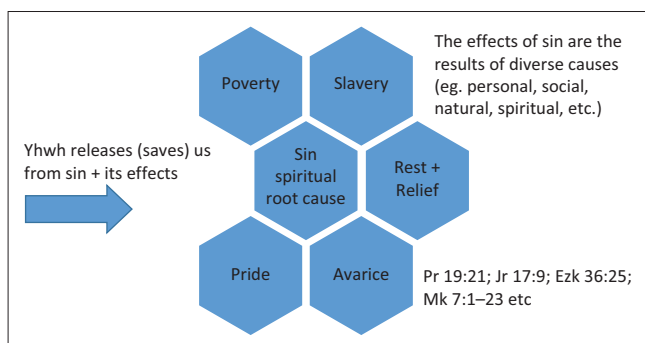 The effects of sin are the
results of diverse causes
(eg. personal, social,
natural, spiritual, etc.)
Poverty
Slavery
Yhwh releases (saves) us
from sin + its effects
Sin
spiritual
root cause
Rest +
Relief
Pride
Avarice
Pr 19:21; Jr 17:9; Ezk 36:25;
Mk 7:1–23 etc